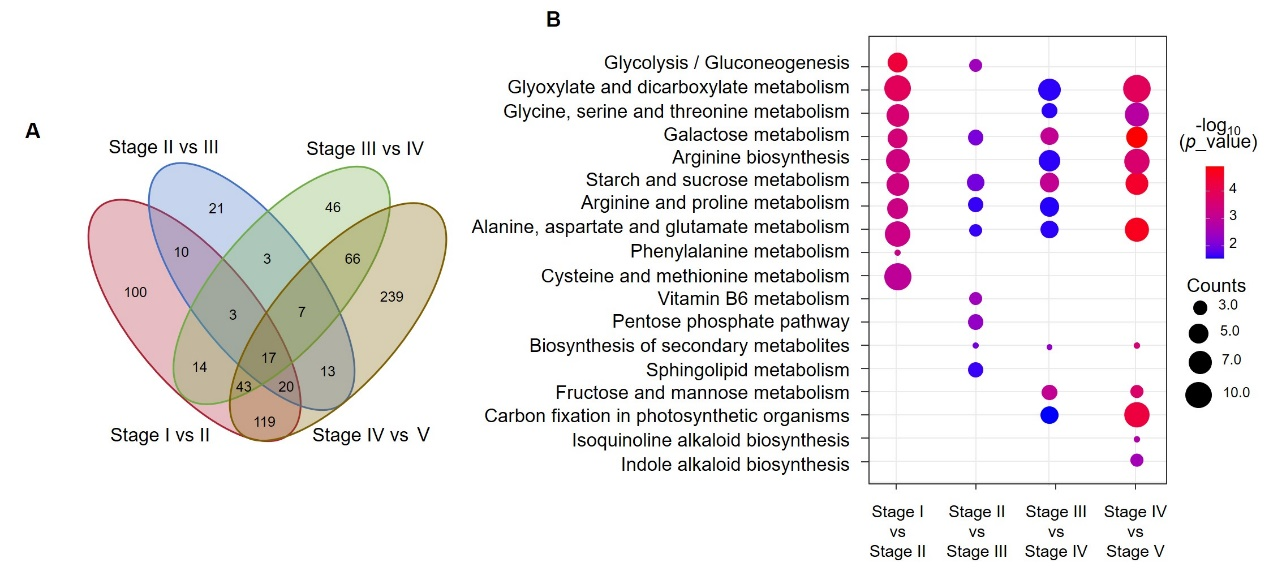 A
Stage II vs III
Stage III vs IV
21
46
10
3
66
100
239
3
7
17
14
13
43
20
119
Stage I vs II
Stage IV vs V
B
Glycolysis / Gluconeogenesis
Glyoxylate and dicarboxylate metabolism
Glycine, serine and threonine metabolism
Galactose metabolism
Arginine biosynthesis
Starch and sucrose metabolism
Arginine and proline metabolism
Alanine, aspartate and glutamate metabolism
Phenylalanine metabolism
Cysteine and methionine metabolism
Vitamin B6 metabolism
Pentose phosphate pathway
Biosynthesis of secondary metabolites
Sphingolipid metabolism
Fructose and mannose metabolism
Carbon fixation in photosynthetic organisms
Isoquinoline alkaloid biosynthesis
Indole alkaloid biosynthesis
Stage I
vs
Stage II
Stage II
vs
Stage III
Stage III
vs
Stage IV
Stage IV
vs
Stage V
-log10
(p_value)
4
3
2
Counts
3.0
5.0
7.0
10.0